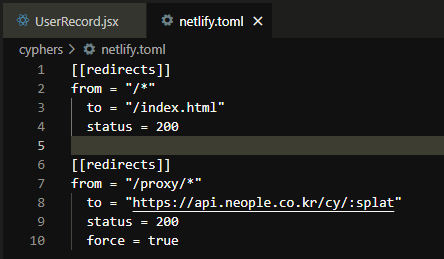 UserRecord.jsx netlify.toml
cyphers > netlify.toml
1 [[redirects]]
2 from = "/*"
3 to = "/index.html"
4 status = 200
5
6 [[redirects]]
7 from = "/proxy/*"
8 to = "https://api.neople.co.kr/cy/:splat"
9 status = 200
10 force = true